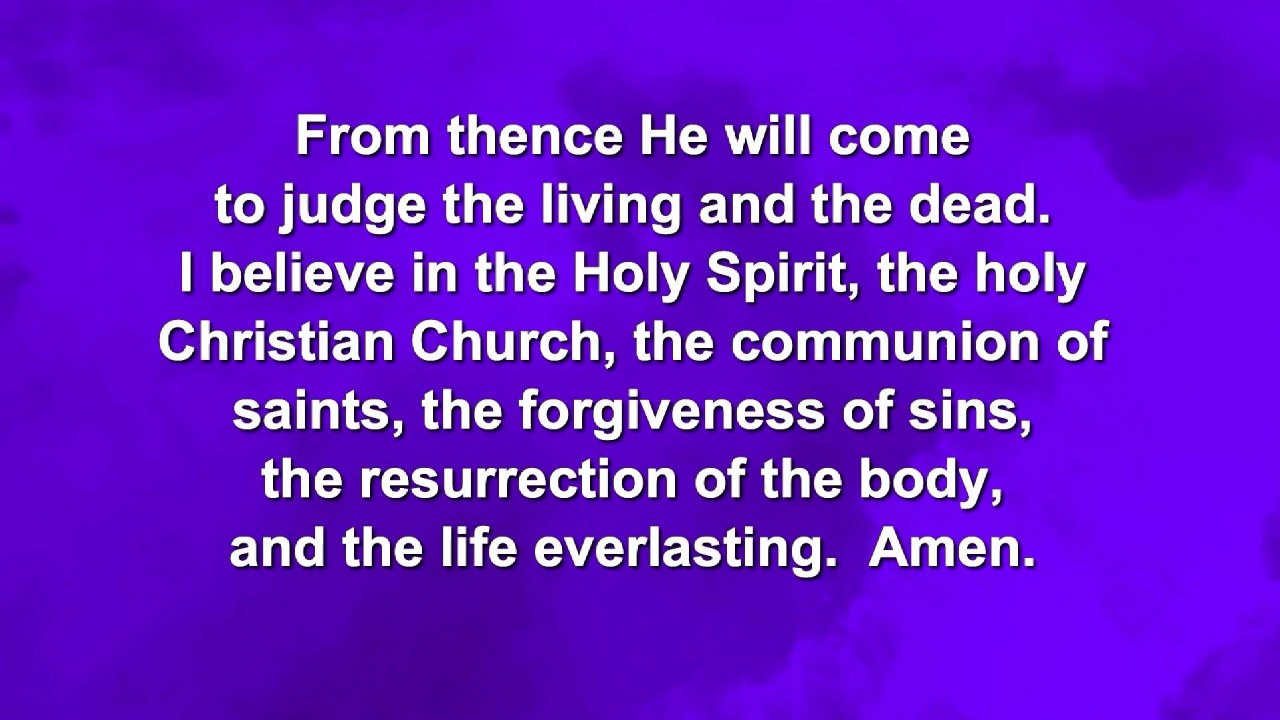 From thence He will come
to judge the living and the dead.
I believe in the Holy Spirit, the holy
Christian Church, the communion of
saints, the forgiveness of sins,
the resurrection of the body,
and the life everlasting.  Amen.